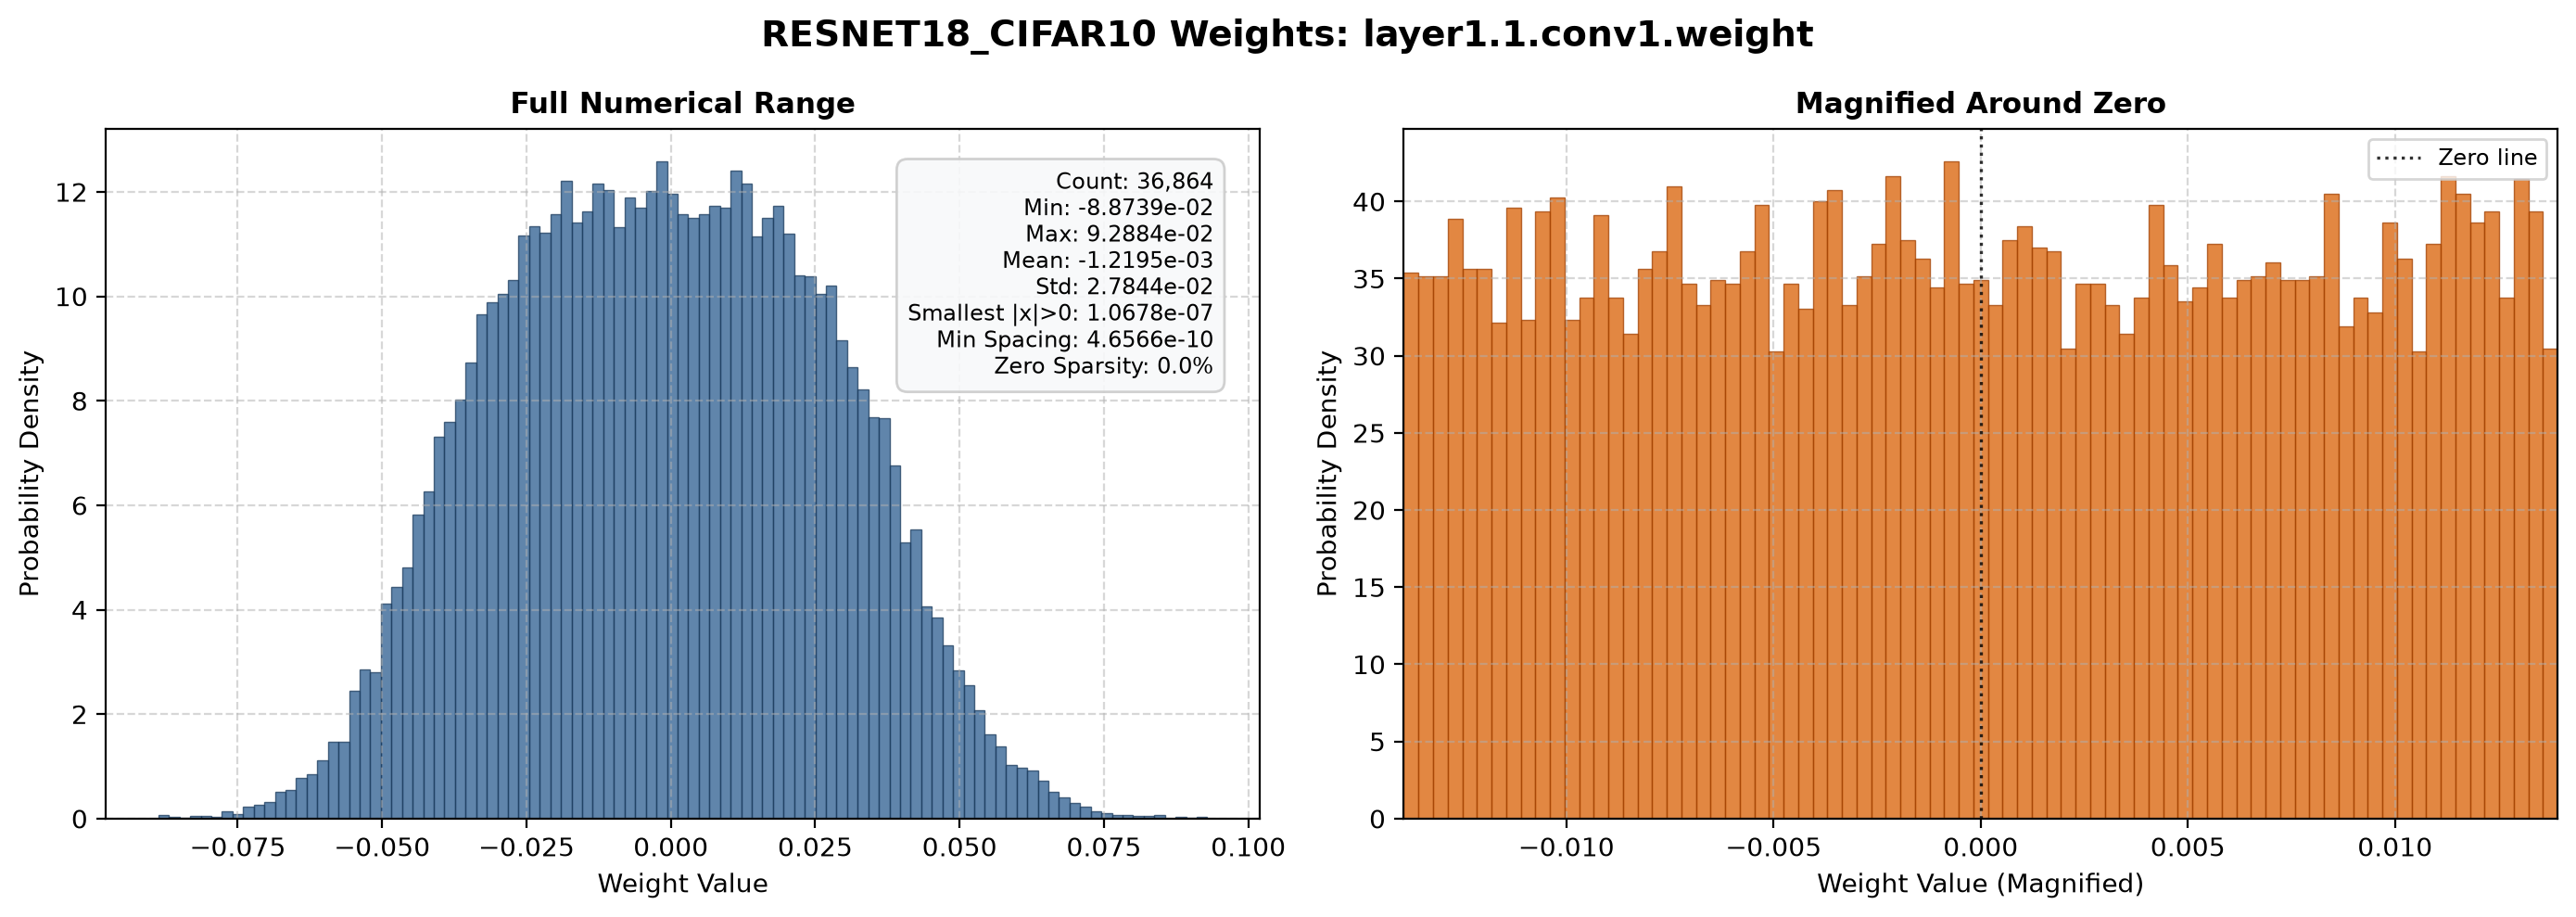 RESNET18_CIFAR10 Weights: layer1.1.conv1.weight
Full Numerical Range
Probability Density
12
10
8
6
4
2
0
Count: 36,864
Min: -8.8739e-02
Max: 9.2884e-02
Mean: -1.2195e-03
Std: 2.7844e-02
Smallest |x|>0: 1.0678e-07
Min Spacing: 4.6566e-10
Zero Sparsity: 0.0%
−0.075 −0.050 −0.025 0.000 0.025 0.050 0.075 0.100
Weight Value
Magnified Around Zero
Probability Density
40
35
30
25
20
15
10
5
0
Zero line
−0.010 −0.005 0.000 0.005 0.010
Weight Value (Magnified)